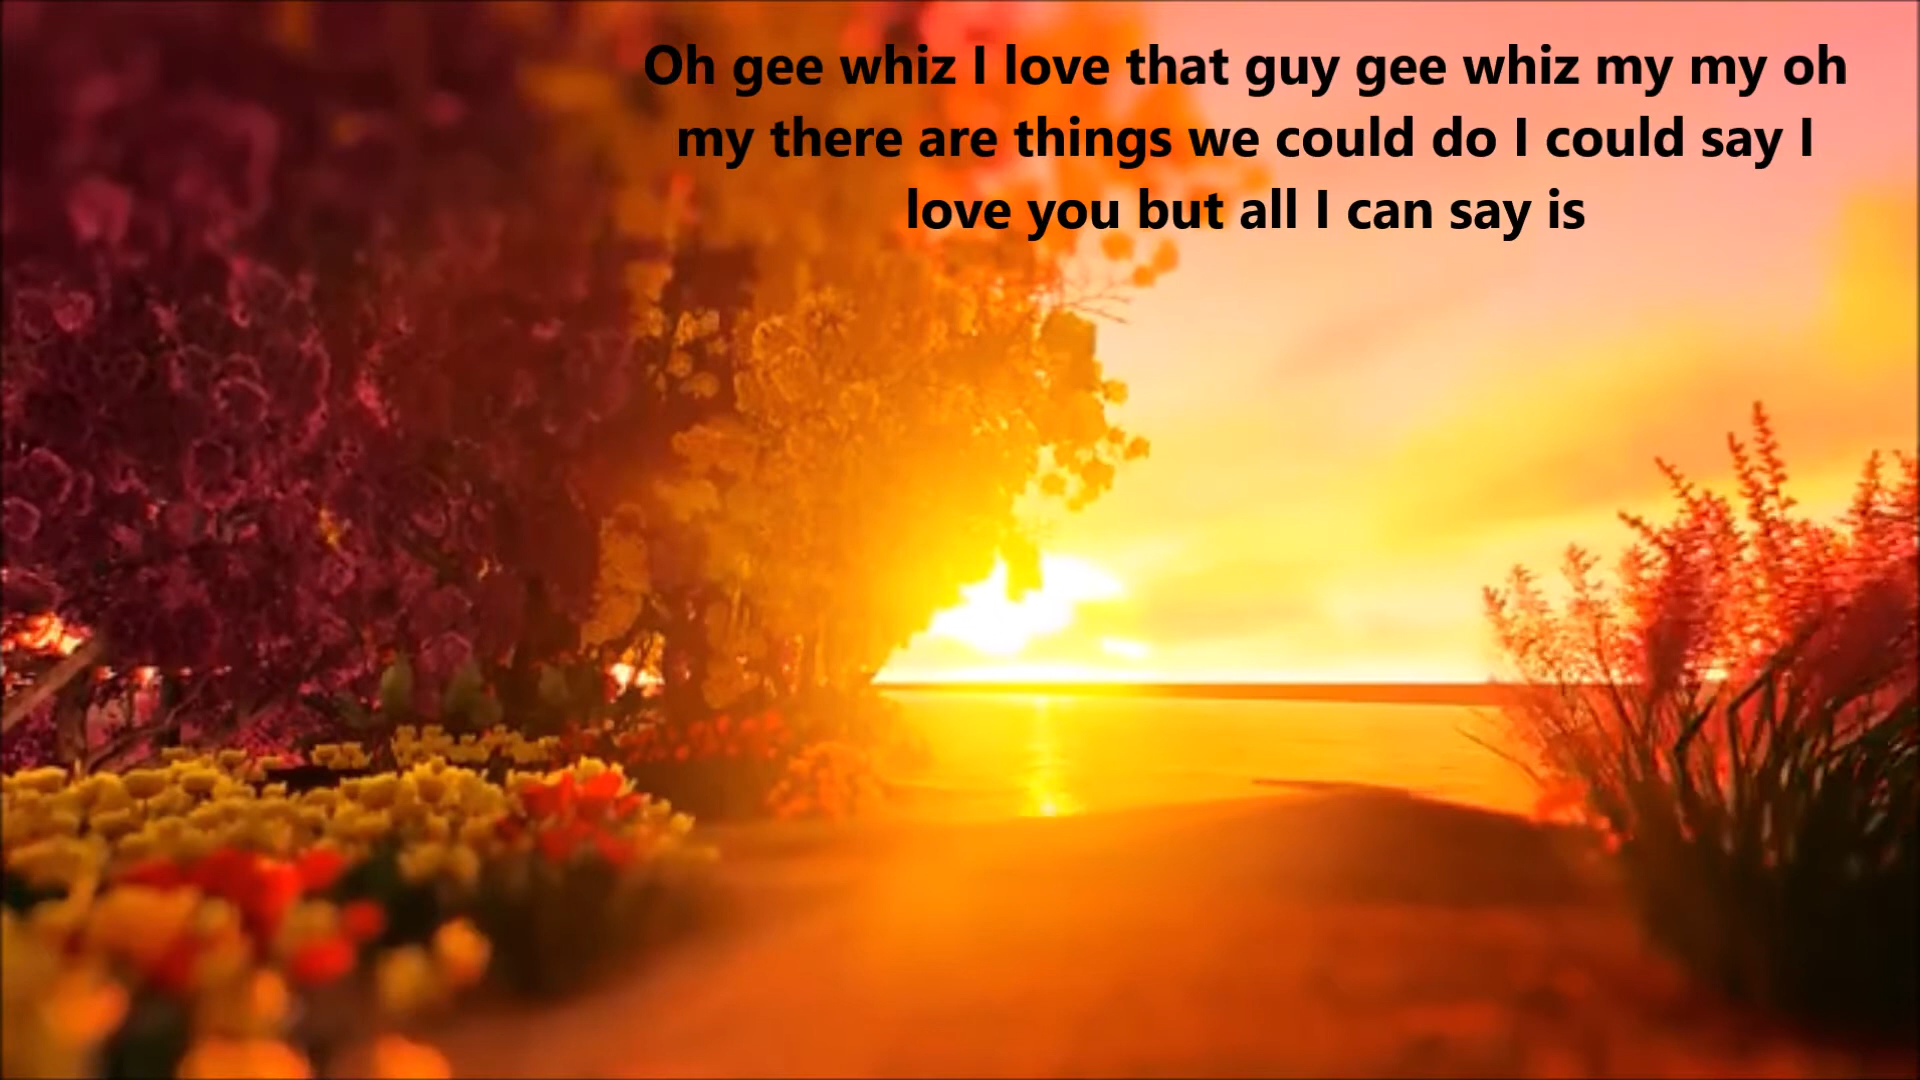 Oh gee whiz I love that guy gee whiz my my oh
my there are things we could do I could say I
love you but all I can say is